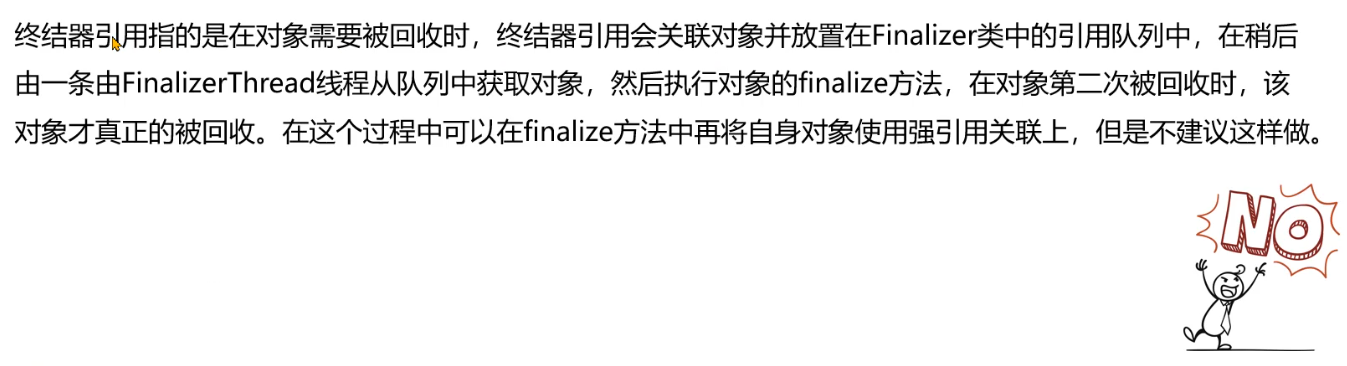 终结器引用指的是在对象需要被回收时，终结器引用会关联对象并放置在Finalizer类中的引用队列中，在稍后
由一条由FinalizerThread线程从队列中获取对象，然后执行对象的finalize方法，在对象第二次被回收时，该
对象才真正的被回收。在这个过程中可以在finalize方法中再将自身对象使用强引用关联上，但是不建议这样做。
NO